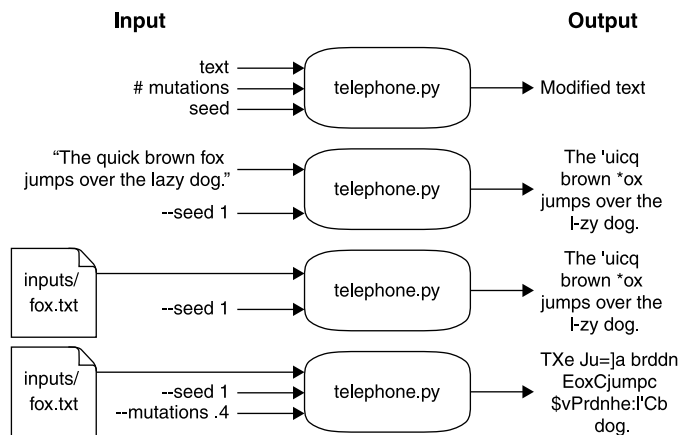 Input
Output
text
# mutations
seed
telephone.py
Modified text
“The quick brown fox
jumps over the lazy dog.”
--seed 1
telephone.py
The 'uicq
brown *ox
jumps over the
l-zy dog.
inputs/
fox.txt
--seed 1
telephone.py
The 'uicq
brown *ox
jumps over the
l-zy dog.
inputs/
fox.txt
--seed 1
--mutations .4
telephone.py
TXe Ju=]a brddn
EoxCjumpc
$vPrdnhe:l'Cb
dog.